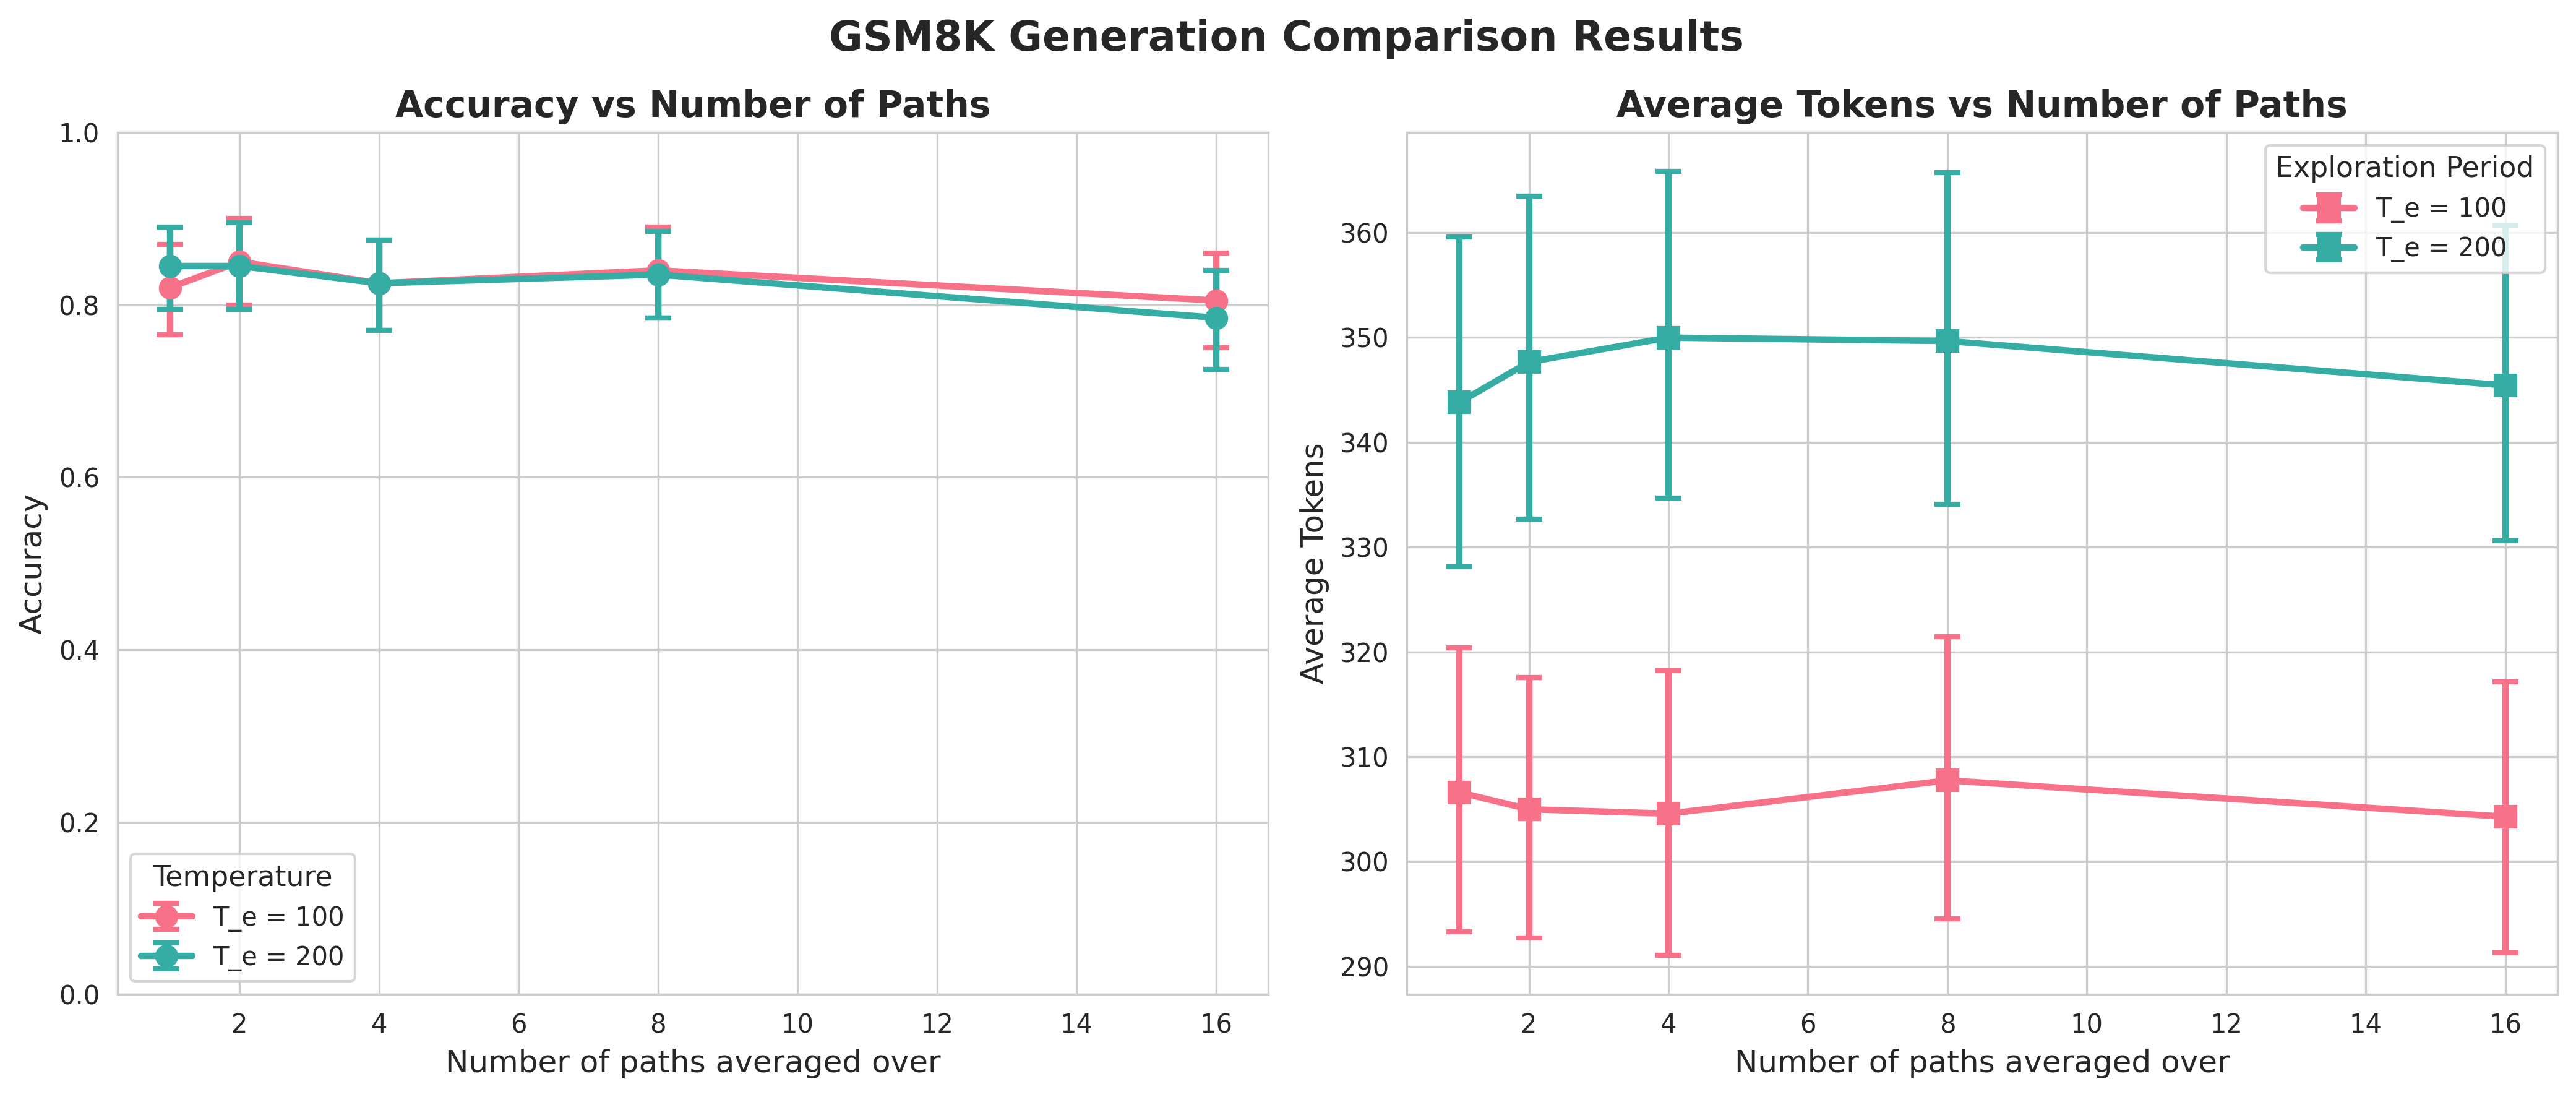 GSM8K Generation Comparison Results
Accuracy vs Number of Paths
1.0
0.8
0.6
0.4
0.2
0.0
Accuracy
Temperature
T_e = 100
T_e = 200
2
4
6
8
10
12
14
16
Number of paths averaged over
Average Tokens vs Number of Paths
360
350
340
330
320
310
300
290
Average Tokens
Exploration Period
T_e = 100
T_e = 200
2
4
6
8
10
12
14
16
Number of paths averaged over